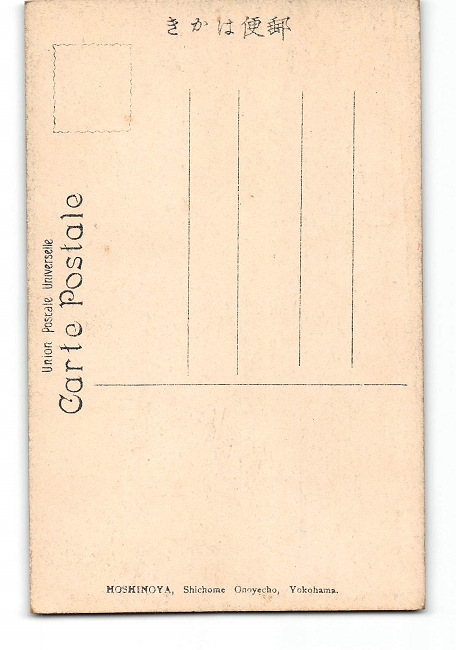 きかは便郵
Union Postale Universelle
Carte Postale
HOSHINOYA, Shichome Onoyecho, Yokohama.